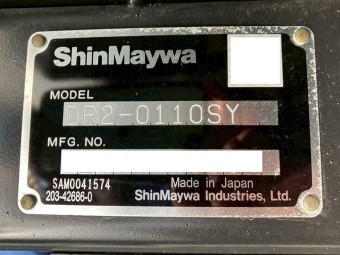 ShinMaywa
MODEL
DR2-0110SY
MFG. NO.
SAM0041574
203-42686-0
Made in Japan
ShinMaywa Industries, Ltd.